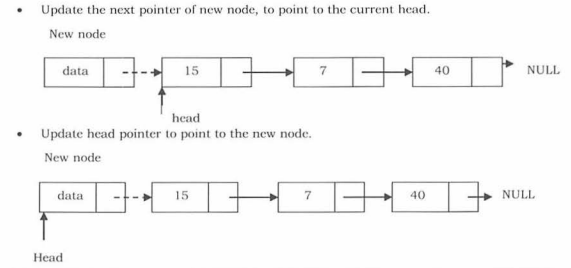 • Update the next pointer of new node, to point to the current head.
New node
data 15 7 40 NULL
head
• Update head pointer to point to the new node.
New node
data 15 7 40 NULL
Head